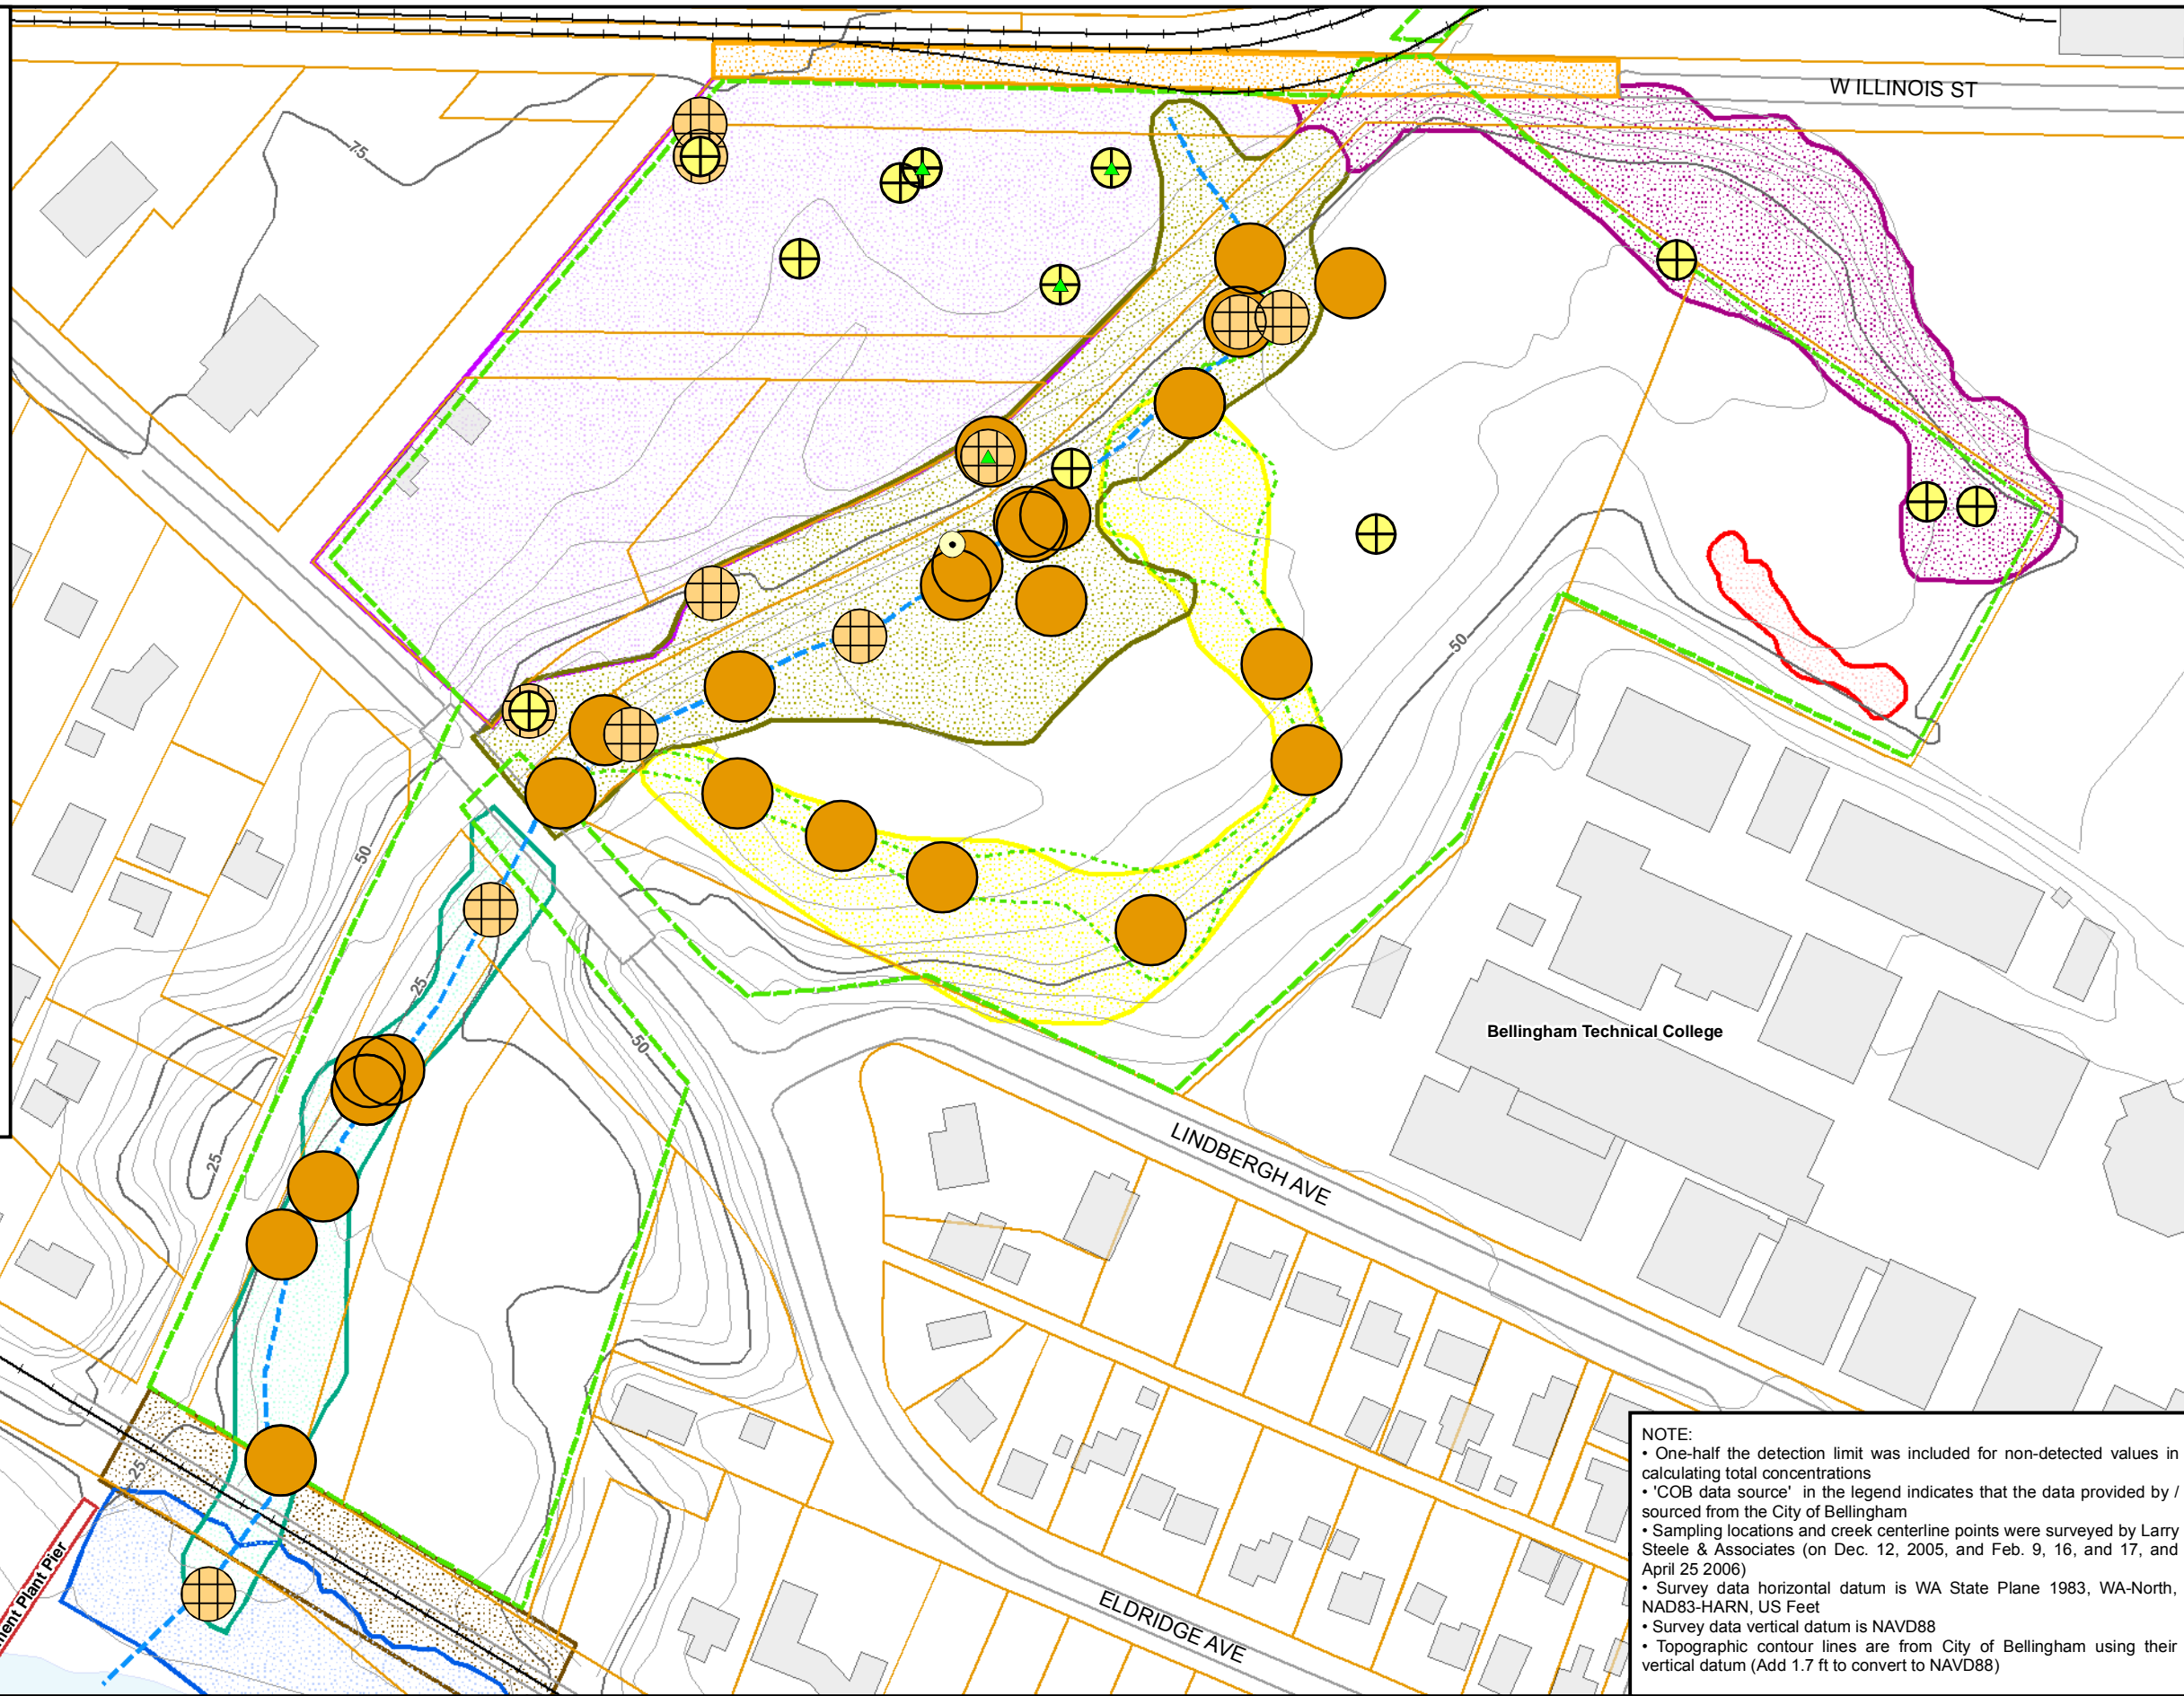 W ILLINOIS ST
75
50
50
25
50
25
25
Bellingham Technical College
LINDBERGH AVE
ELDRIDGE AVE
Plant Pier
NOTE:
• One-half the detection limit was included for non-detected values in
calculating total concentrations
• 'COB data source' in the legend indicates that the data provided by /
sourced from the City of Bellingham
• Sampling locations and creek centerline points were surveyed by Larry
Steele & Associates (on Dec. 12, 2005, and Feb. 9, 16, and 17, and
April 25 2006)
• Survey data horizontal datum is WA State Plane 1983, WA-North,
NAD83-HARN, US Feet
• Survey data vertical datum is NAVD88
• Topographic contour lines are from City of Bellingham using their
vertical datum (Add 1.7 ft to convert to NAVD88)